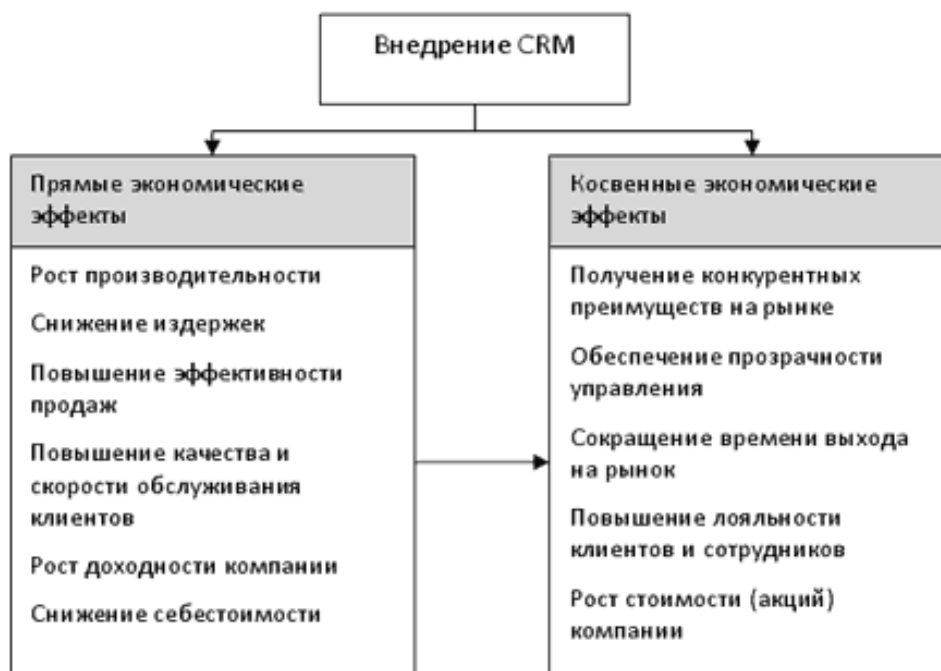 Внедрение CRM
Прямые экономические
эффекты
Рост производительности
Снижение издержек
Повышение эффективности
продаж
Повышение качества и
скорости обслуживания
клиентов
Рост доходности компании
Снижение себестоимости
Косвенные экономические
эффекты
Получение конкурентных
преимуществ на рынке
Обеспечение прозрачности
управления
Сокращение времени выхода
на рынок
Повышение лояльности
клиентов и сотрудников
Рост стоимости (акций)
компании